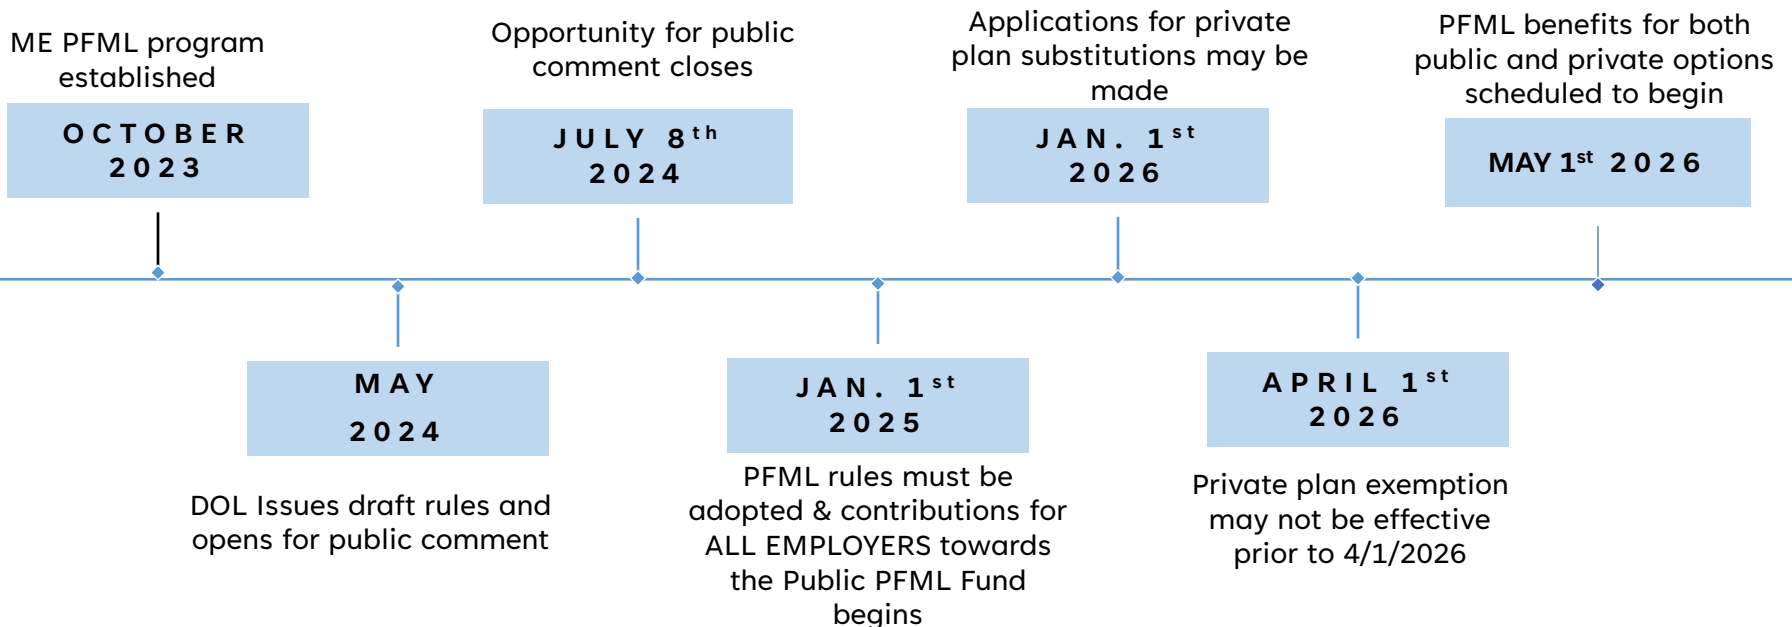 ME PFML program
established
OCTOBER
2023
MAY
2024
DOL Issues draft rules and
opens for public comment
Opportunity for public
comment closes
JULY 8th
2024
JAN. 1st
2025
PFML rules must be
adopted & contributions for
ALL EMPLOYERS towards
the Public PFML Fund
begins
Applications for private
plan substitutions may be
made
JAN. 1st
2026
APRIL 1st
2026
Private plan exemption
may not be effective
prior to 4/1/2026
PFML benefits for both
public and private options
scheduled to begin
MAY 1st 2026